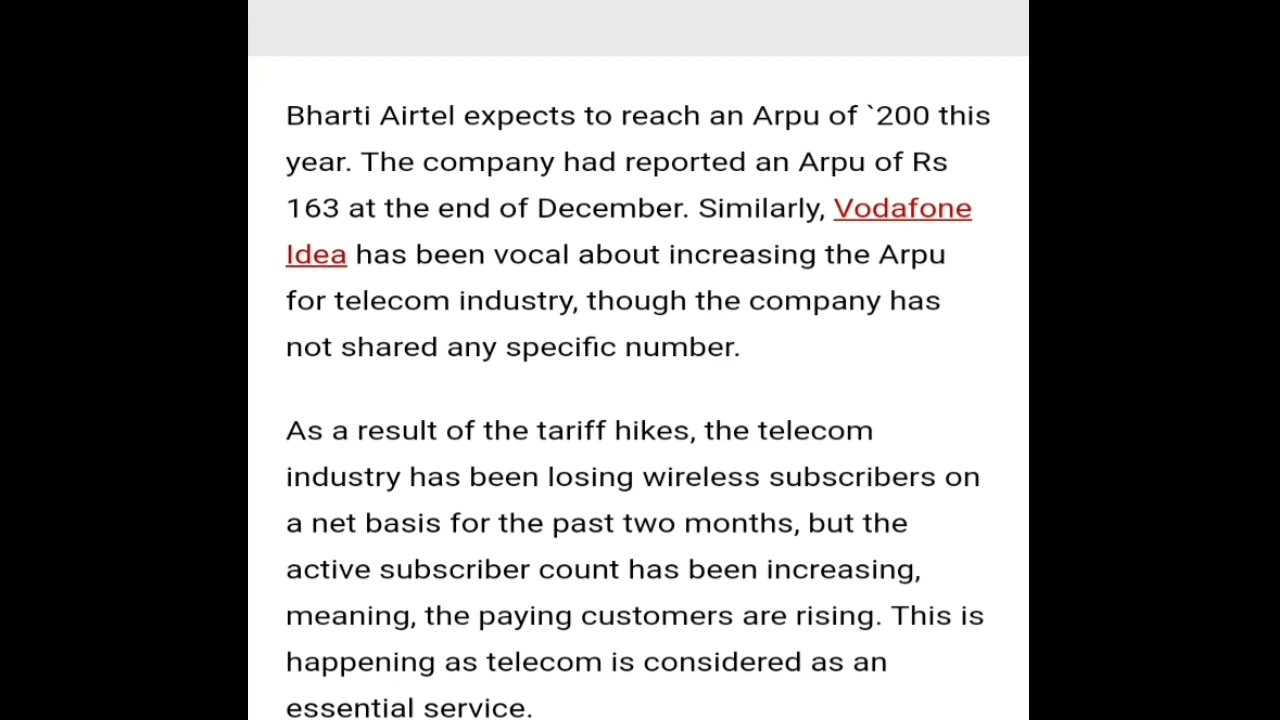 Bharti Airtel expects to reach an Arpu of `200 this
year. The company had reported an Arpu of Rs
163 at the end of December. Similarly, Vodafone
Idea has been vocal about increasing the Arpu
for telecom industry, though the company has
not shared any specific number.
As a result of the tariff hikes, the telecom
industry has been losing wireless subscribers on
a net basis for the past two months, but the
active subscriber count has been increasing,
meaning, the paying customers are rising. This is
happening as telecom is considered as an
essential service.